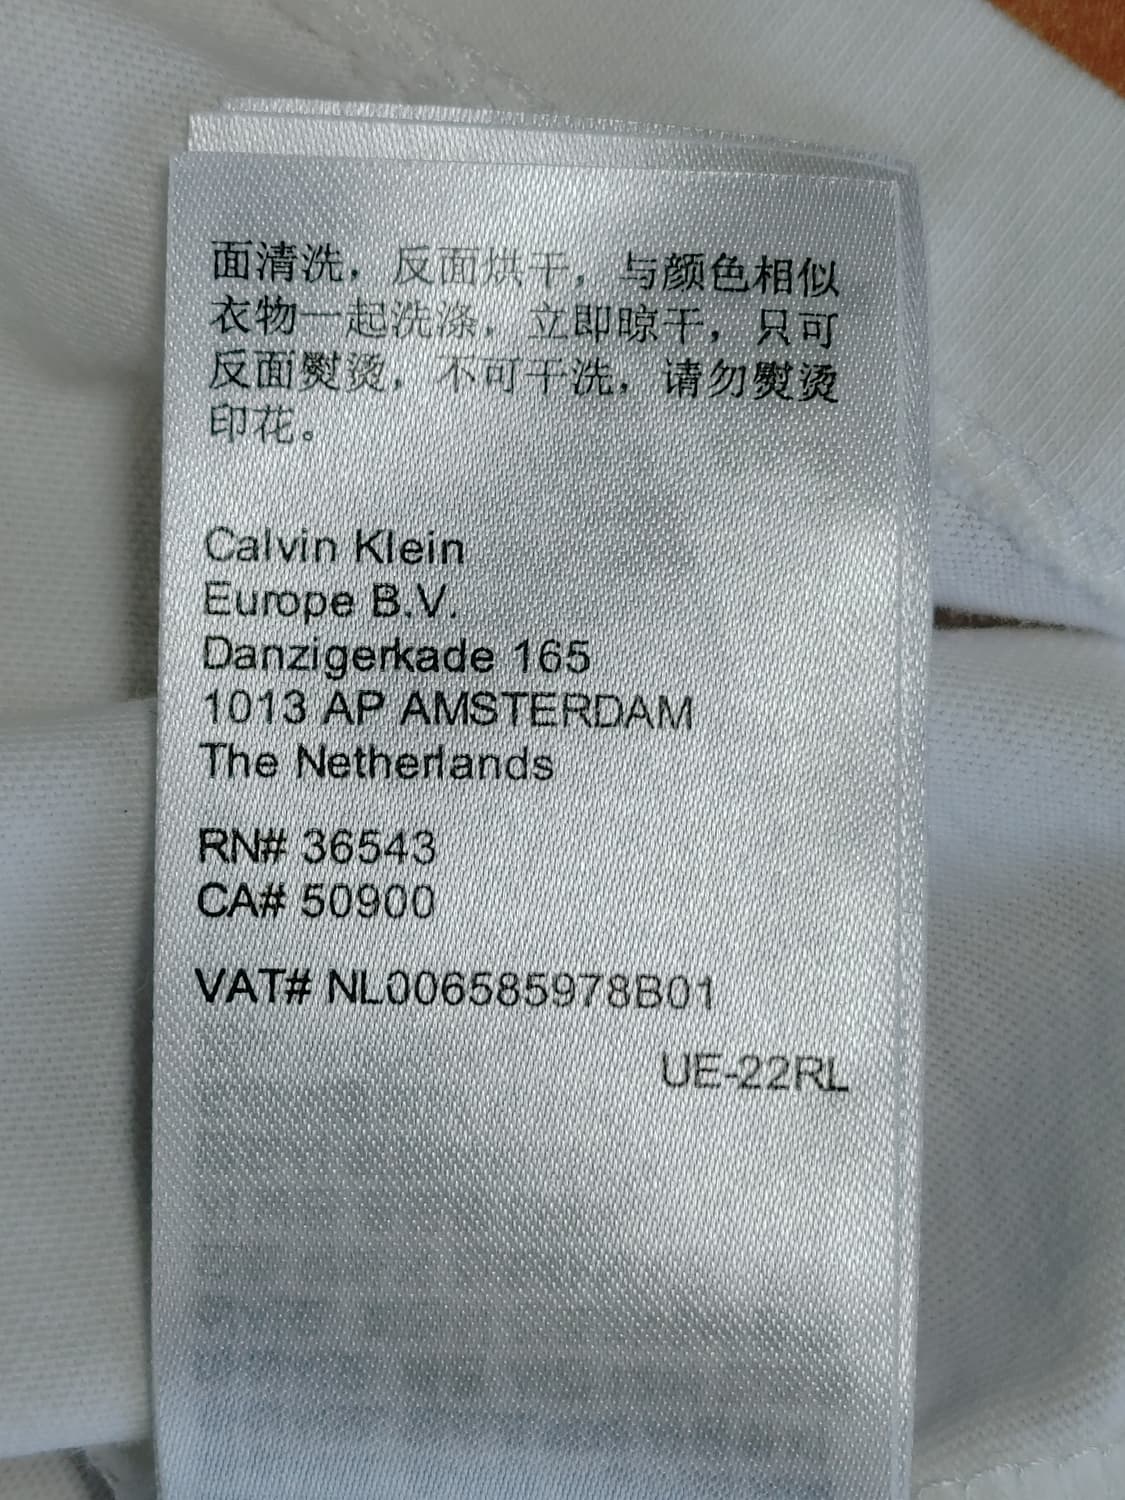 面清洗，反面烘干，与颜色相似
衣物一起洗涤，立即晾干，只可
反面熨烫，不可干洗，请勿熨烫
印花。
Calvin Klein
Europe B.V.
Danzigerkade 165
1013 AP AMSTERDAM
The Netherlands
RN# 36543
CA# 50900
VAT# NL006585978B01
UE-22RL